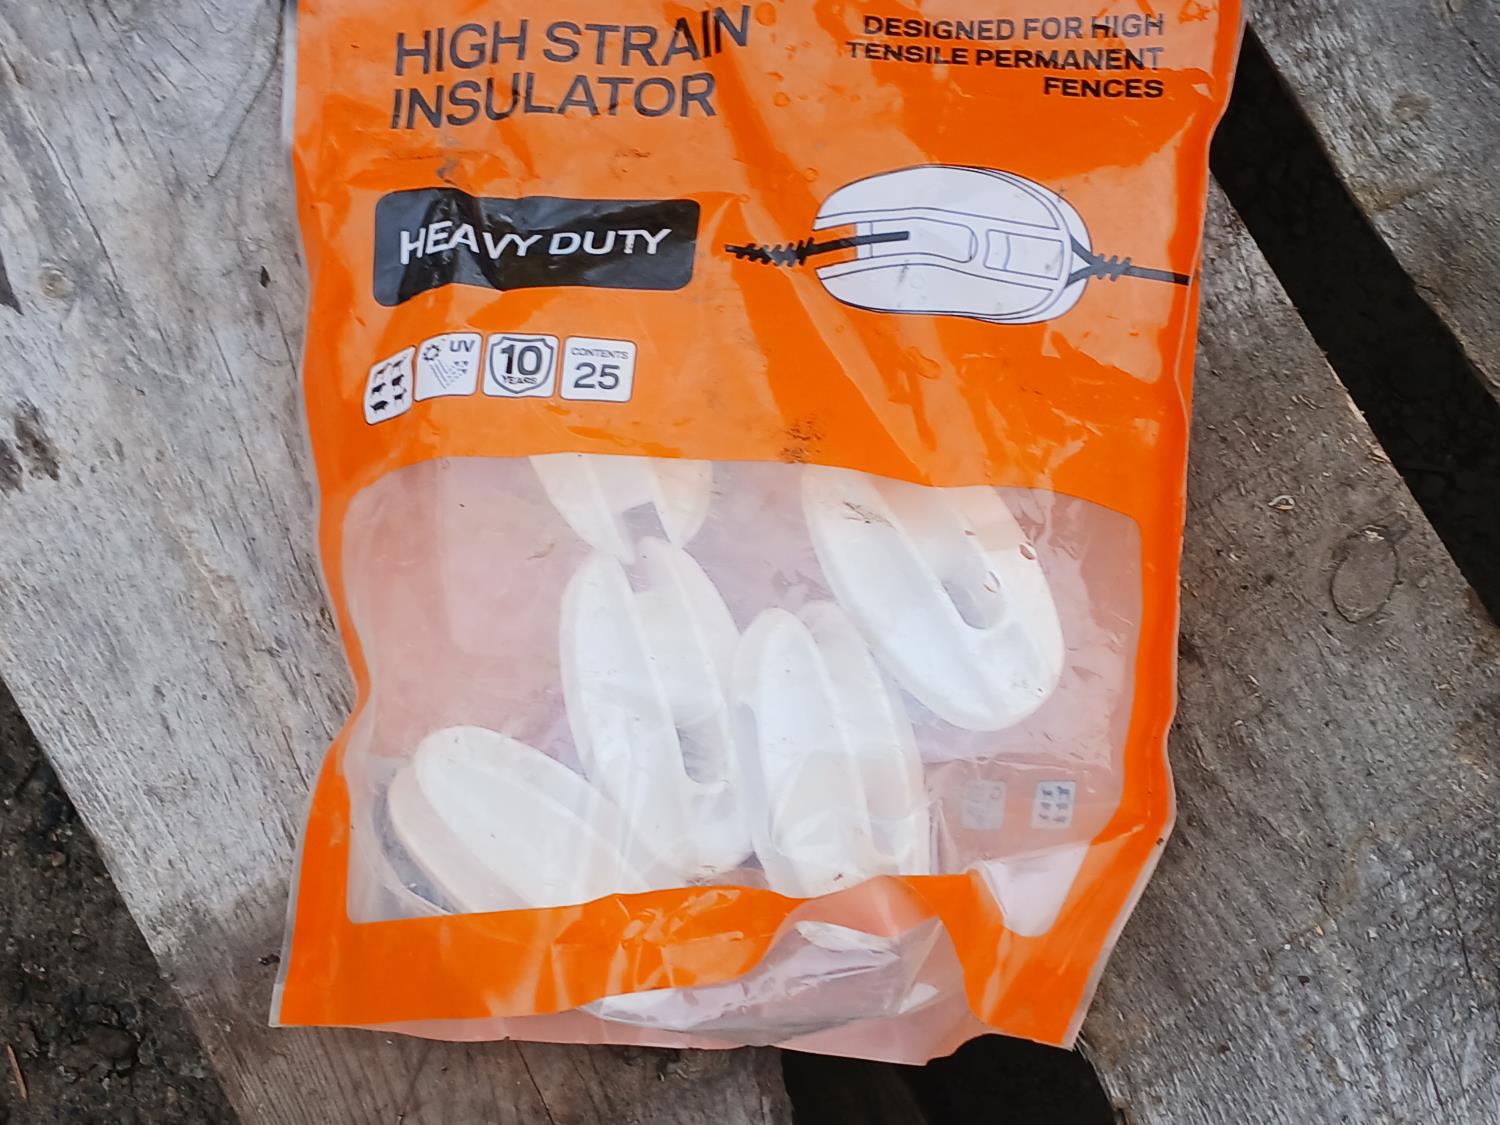 HIGH STRAIN
INSULATOR
DESIGNED FOR HIGH
TENSILE PERMANENT
FENCES
HEAVY DUTY
UV
10
YEARS
CONTENTS
25